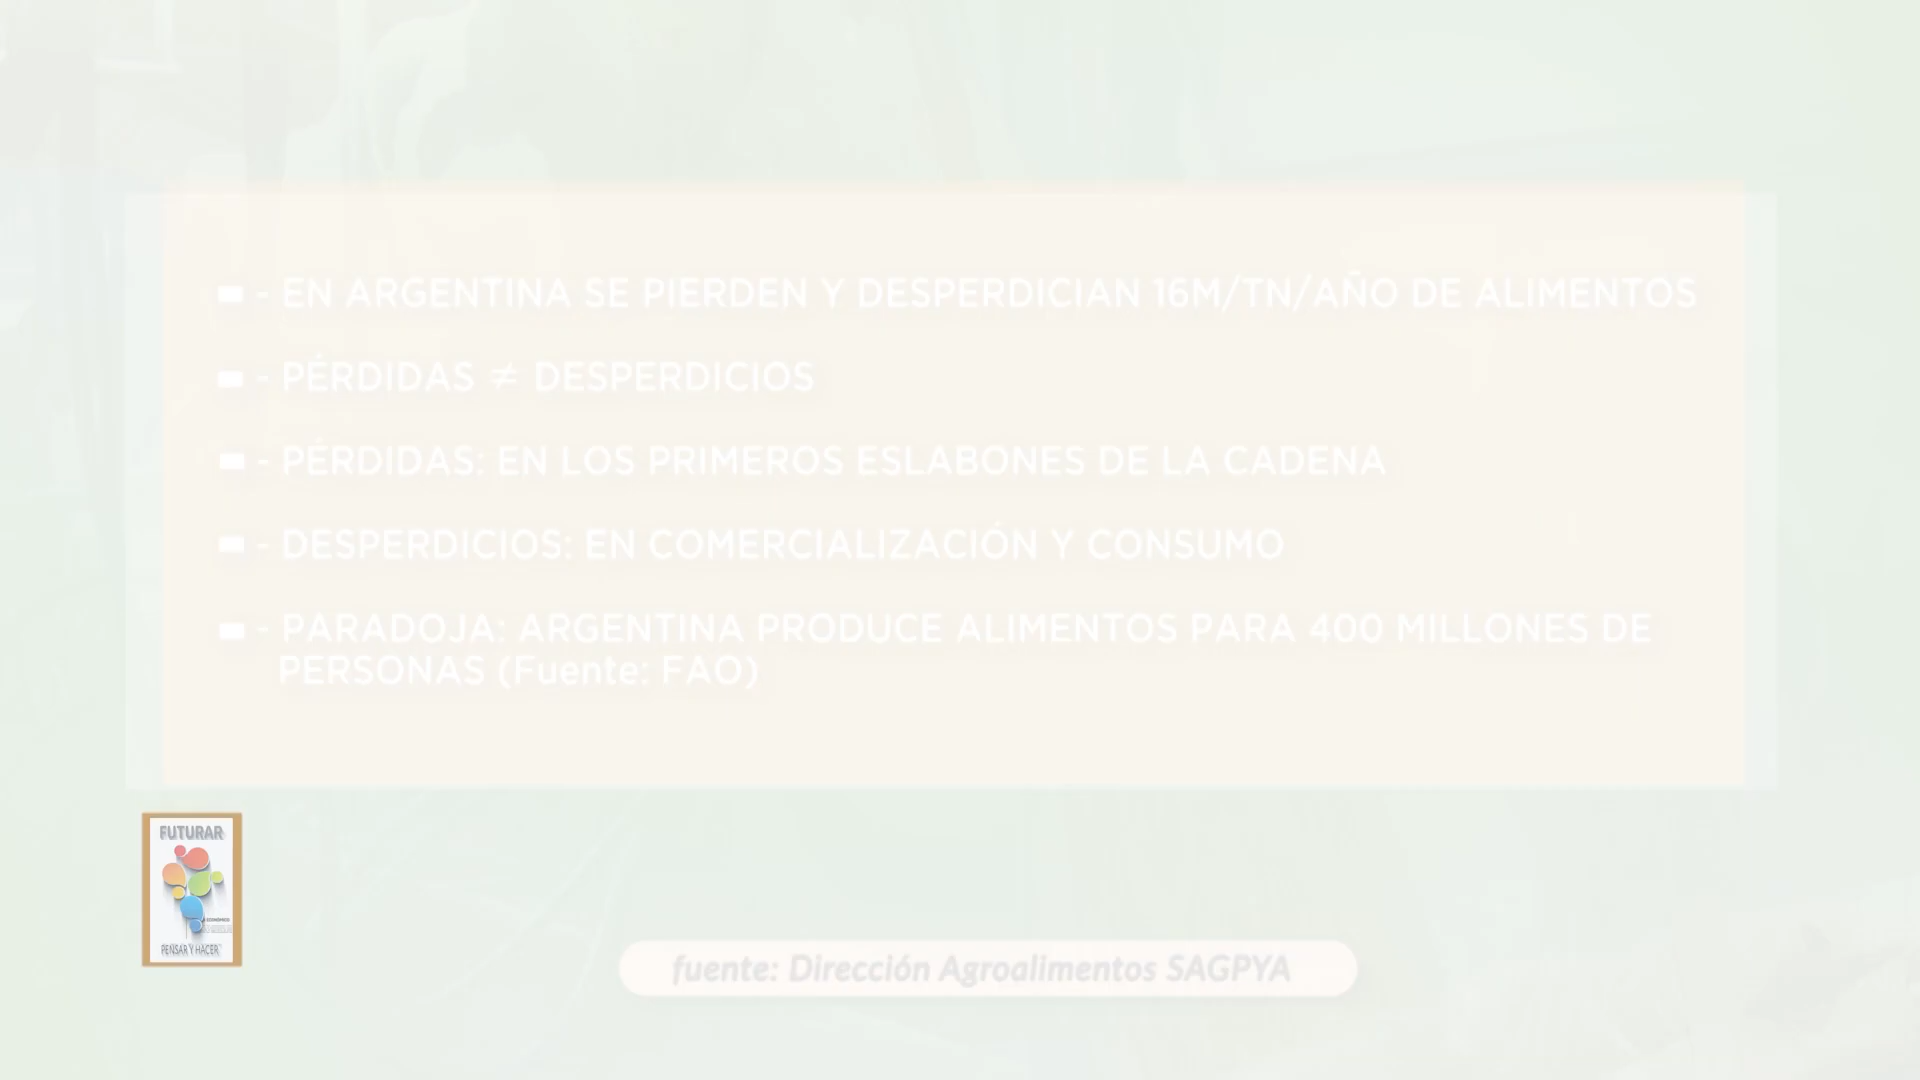 - EN ARGENTINA SE PIERDEN Y DESPERDICIAN 16M/TN/AÑO DE ALIMENTOS
- PÉRDIDAS ≠ DESPERDICIOS
- PÉRDIDAS: EN LOS PRIMEROS ESLABONES DE LA CADENA
- DESPERDICIOS: EN COMERCIALIZACIÓN Y CONSUMO
- PARADOJA: ARGENTINA PRODUCE ALIMENTOS PARA 400 MILLONES DE
PERSONAS (Fuente: FAO)
FUTURAR
PENSAR Y HACER
fuente: Dirección Agroalimentos SAGPYA